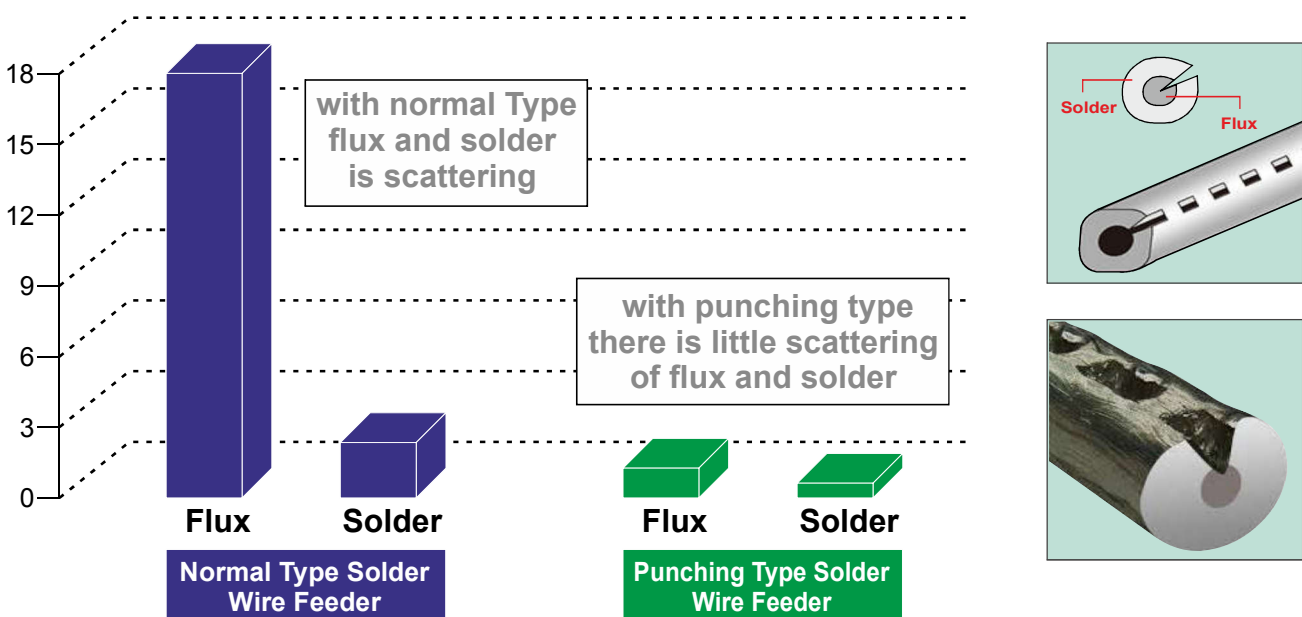 18
15
12
9
6
3
0
with normal Type
flux and solder
is scattering
with punching type
there is little scattering
of flux and solder
Flux
Solder
Flux
Solder
Normal Type Solder
Wire Feeder
Punching Type Solder
Wire Feeder
Solder
Flux